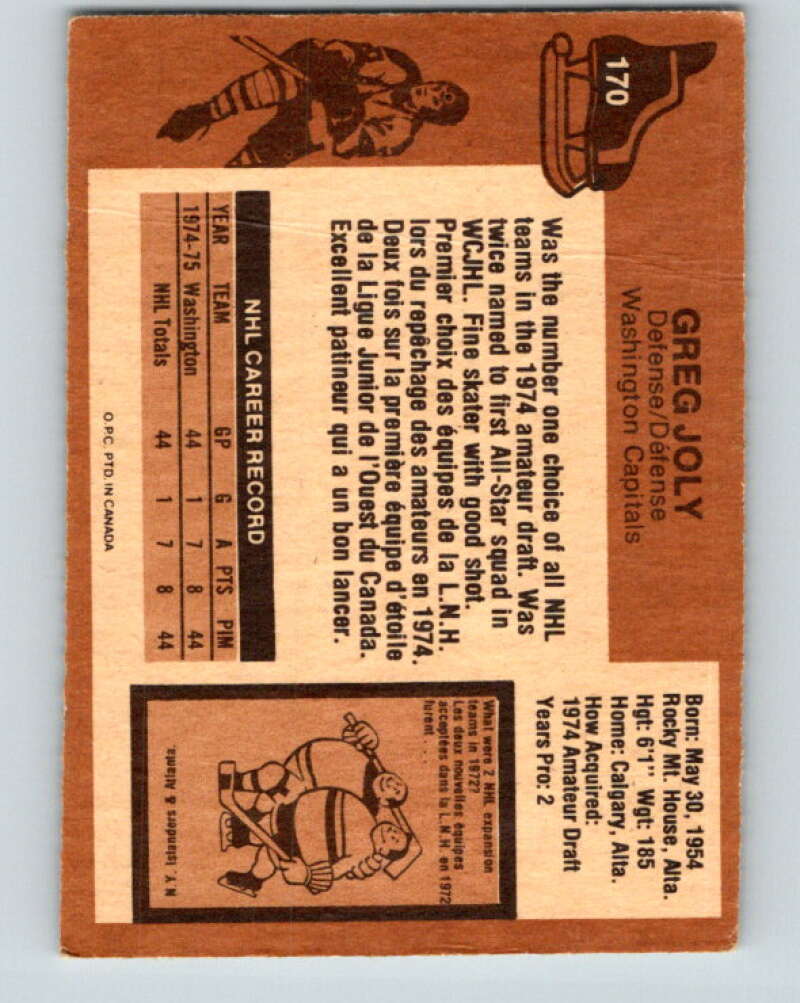 170
GREG JOLY
Defense/Défense
Washington Capitals
Born: May 30, 1954
Rocky Mt. House, Alta.
Hgt: 6'1" Wgt: 185
Home: Calgary, Alta.
How Acquired:
1974 Amateur Draft
Years Pro: 2
Was the number one choice of all NHL
teams in the 1974 amateur draft. Was
twice named to first All-Star squad in
WCJHL. Fine skater with good shot.
Premier choix des équipes de la L.N.H.
lors du repêchage des amateurs en 1974.
Deux fois sur la première équipe d'étoile
de la Ligue Junior de l'Ouest du Canada.
Excellent patineur qui a un bon lancer.
NHL CAREER RECORD
YEAR TEAM GP G A PTS PIM
1974-75 Washington 44 1 7 8 44
NHL Totals 44 1 7 8 44
What were 2 NHL expansion
teams in 1972?
Les deux nouvelles équipes
acceptées dans la L.N.H. en 1972
furent . . .
N.Y. Islanders & Atlanta.
O.P.C. PTD. IN CANADA